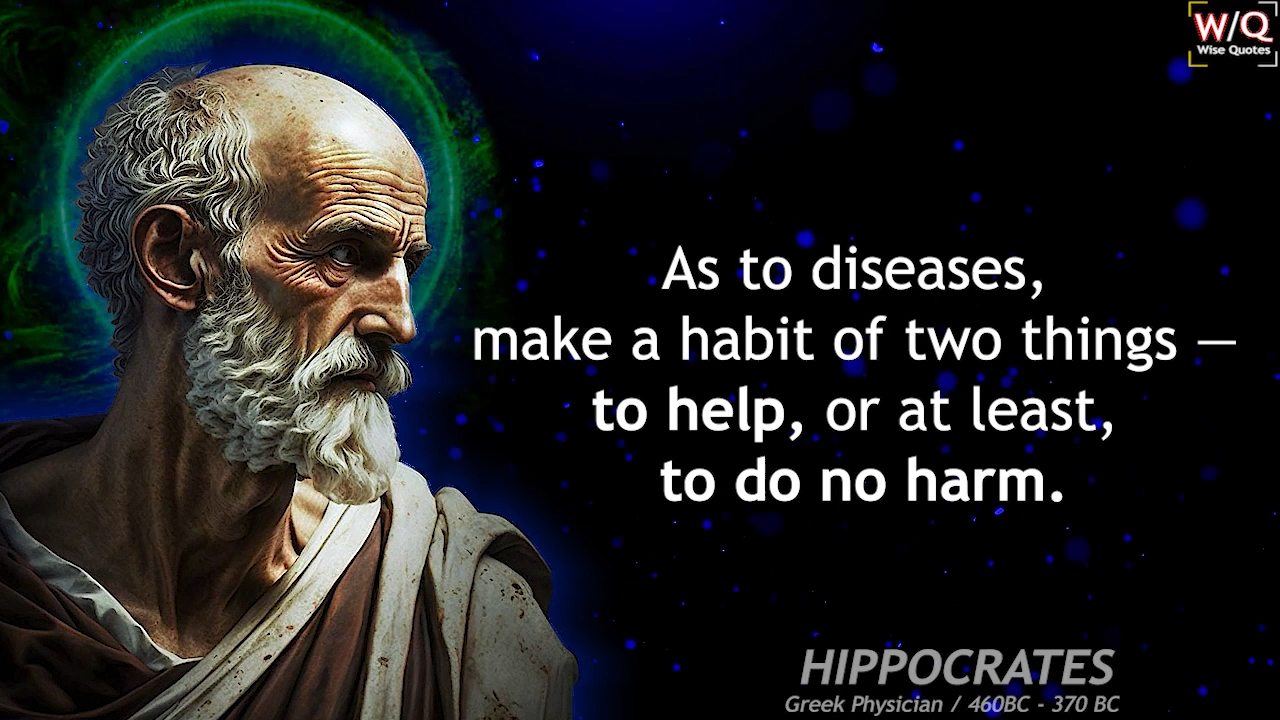 W/Q
Wise Quotes
As to diseases,
make a habit of two things —
to help, or at least,
to do no harm.
HIPPOCRATES
Greek Physician / 460BC - 370 BC